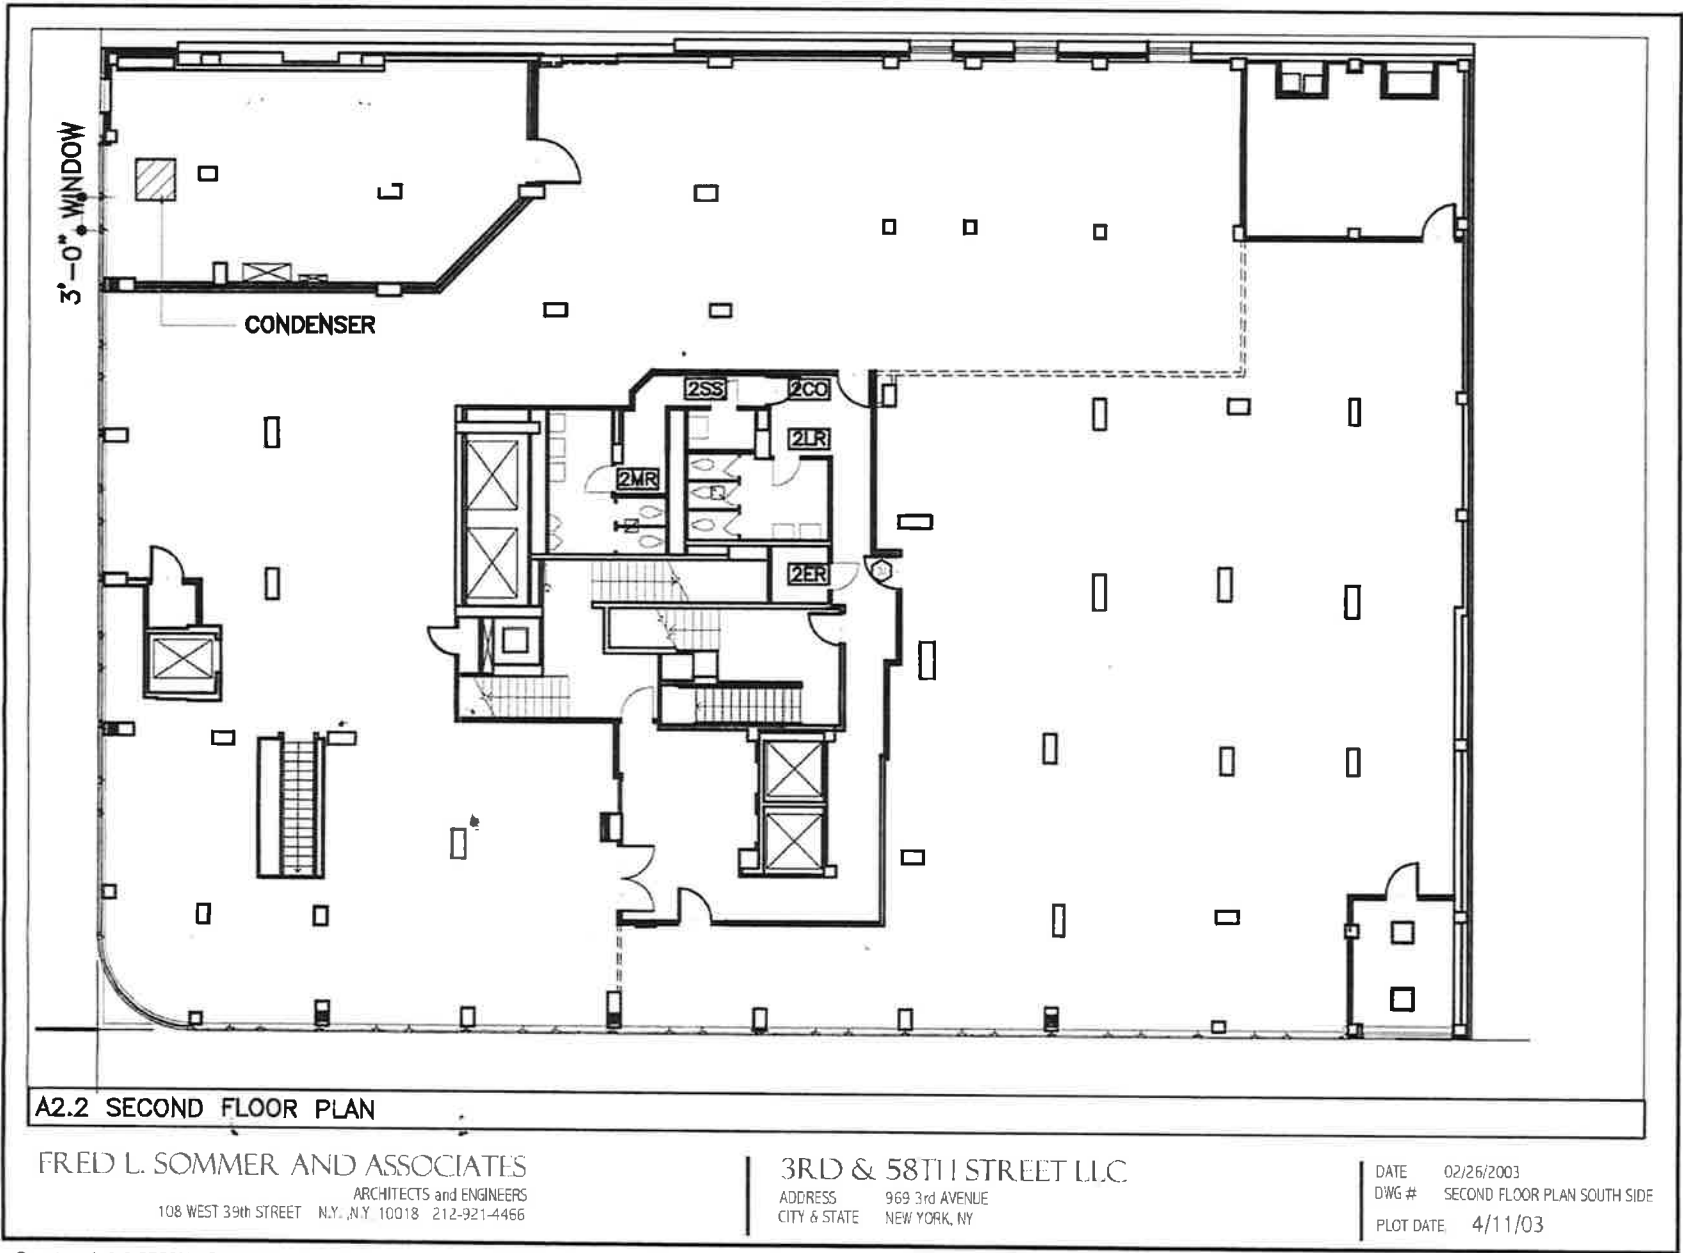 3'-0" WINDOW
CONDENSER
2SS
2CO
2LR
2MR
2ER
A2.2 SECOND FLOOR PLAN
FRED L. SOMMER AND ASSOCIATES
ARCHITECTS and ENGINEERS
108 WEST 39th STREET N.Y. ,N.Y 10018 212-921-4466
3RD & 58TH STREET LLC
ADDRESS 969 3rd AVENUE
CITY & STATE NEW YORK, NY
DATE 02/26/2003
DWG # SECOND FLOOR PLAN SOUTH SIDE
PLOT DATE 4/11/03